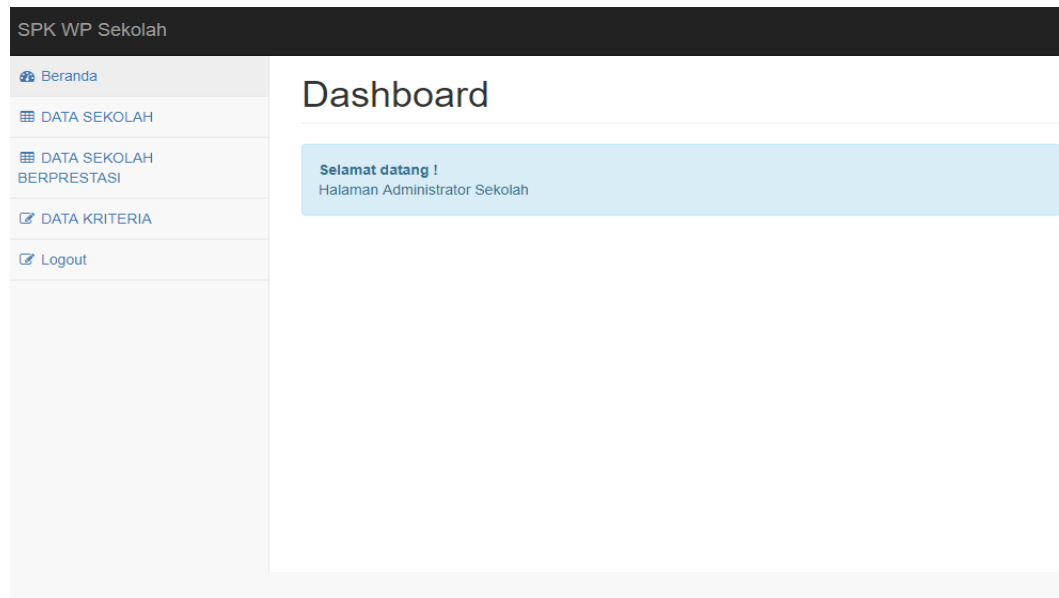 SPK WP Sekolah
Beranda
DATA SEKOLAH
DATA SEKOLAH
BERPRESTASI
DATA KRITERIA
Logout
Dashboard
Selamat datang !
Halaman Administrator Sekolah